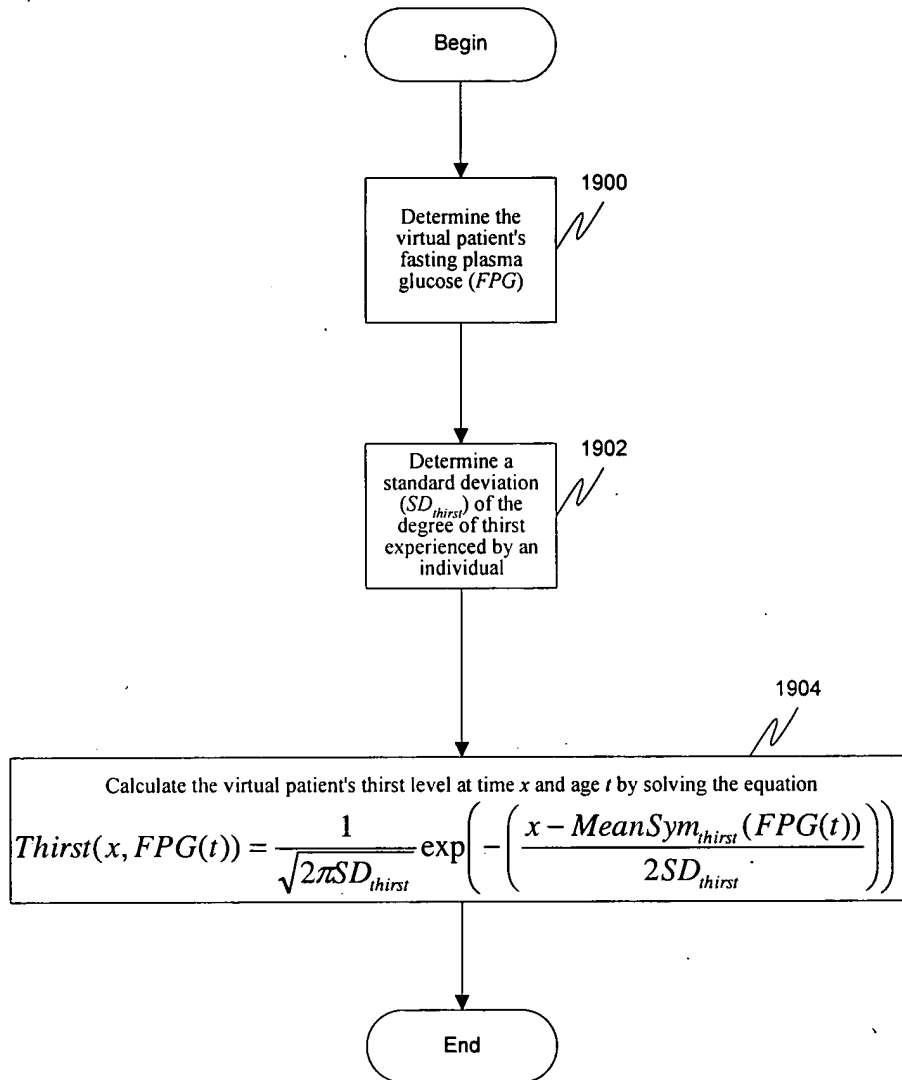 Begin
1900
Determine the
virtual patient's
fasting plasma
glucose (FPG)
1902
Determine a
standard deviation
(SD_thirst) of the
degree of thirst
experienced by an
individual
1904
Calculate the virtual patient's thirst level at time x and age t by solving the equation
Thirst(x, FPG(t)) = 1/√(2πSD_thirst) exp(−((x − MeanSym_thirst(FPG(t)))/(2SD_thirst)))
End